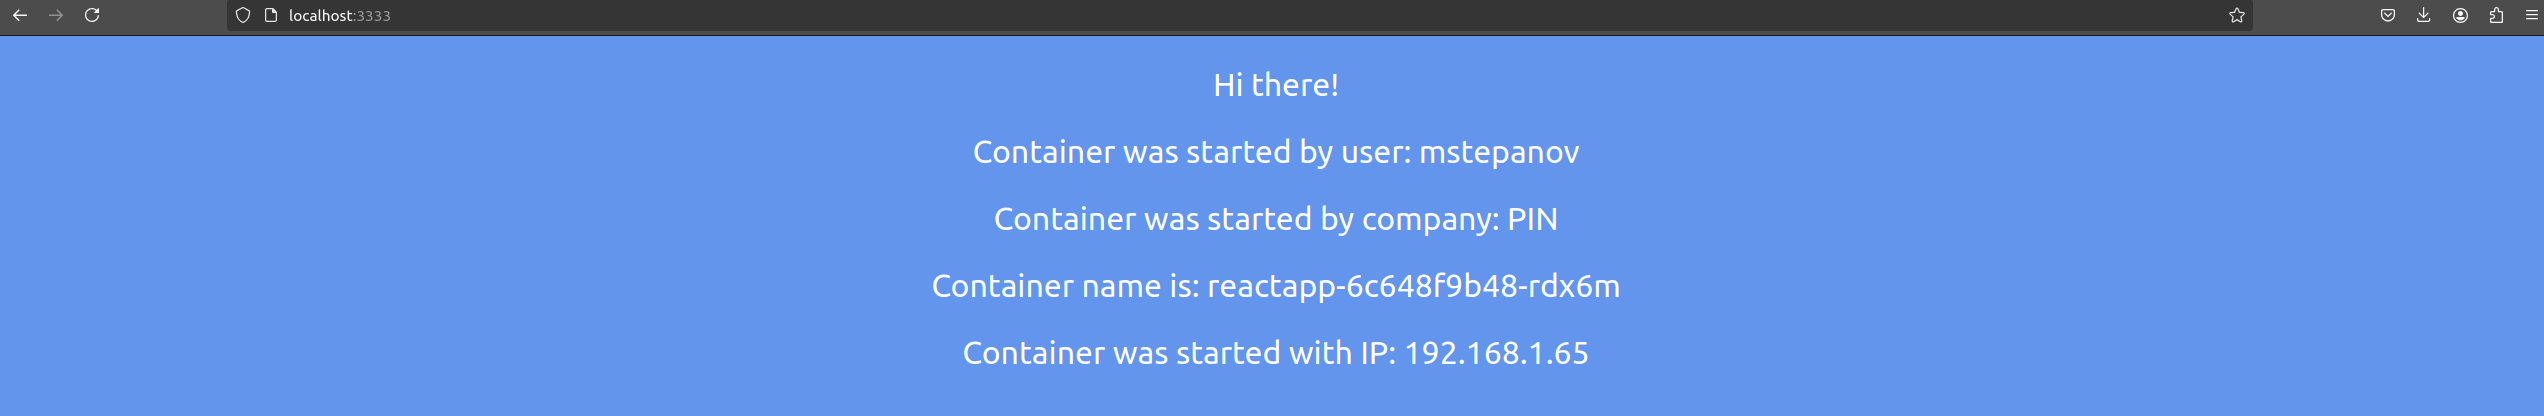 localhost:3333
Hi there!
Container was started by user: mstepanov
Container was started by company: PIN
Container name is: reactapp-6c648f9b48-rdx6m
Container was started with IP: 192.168.1.65